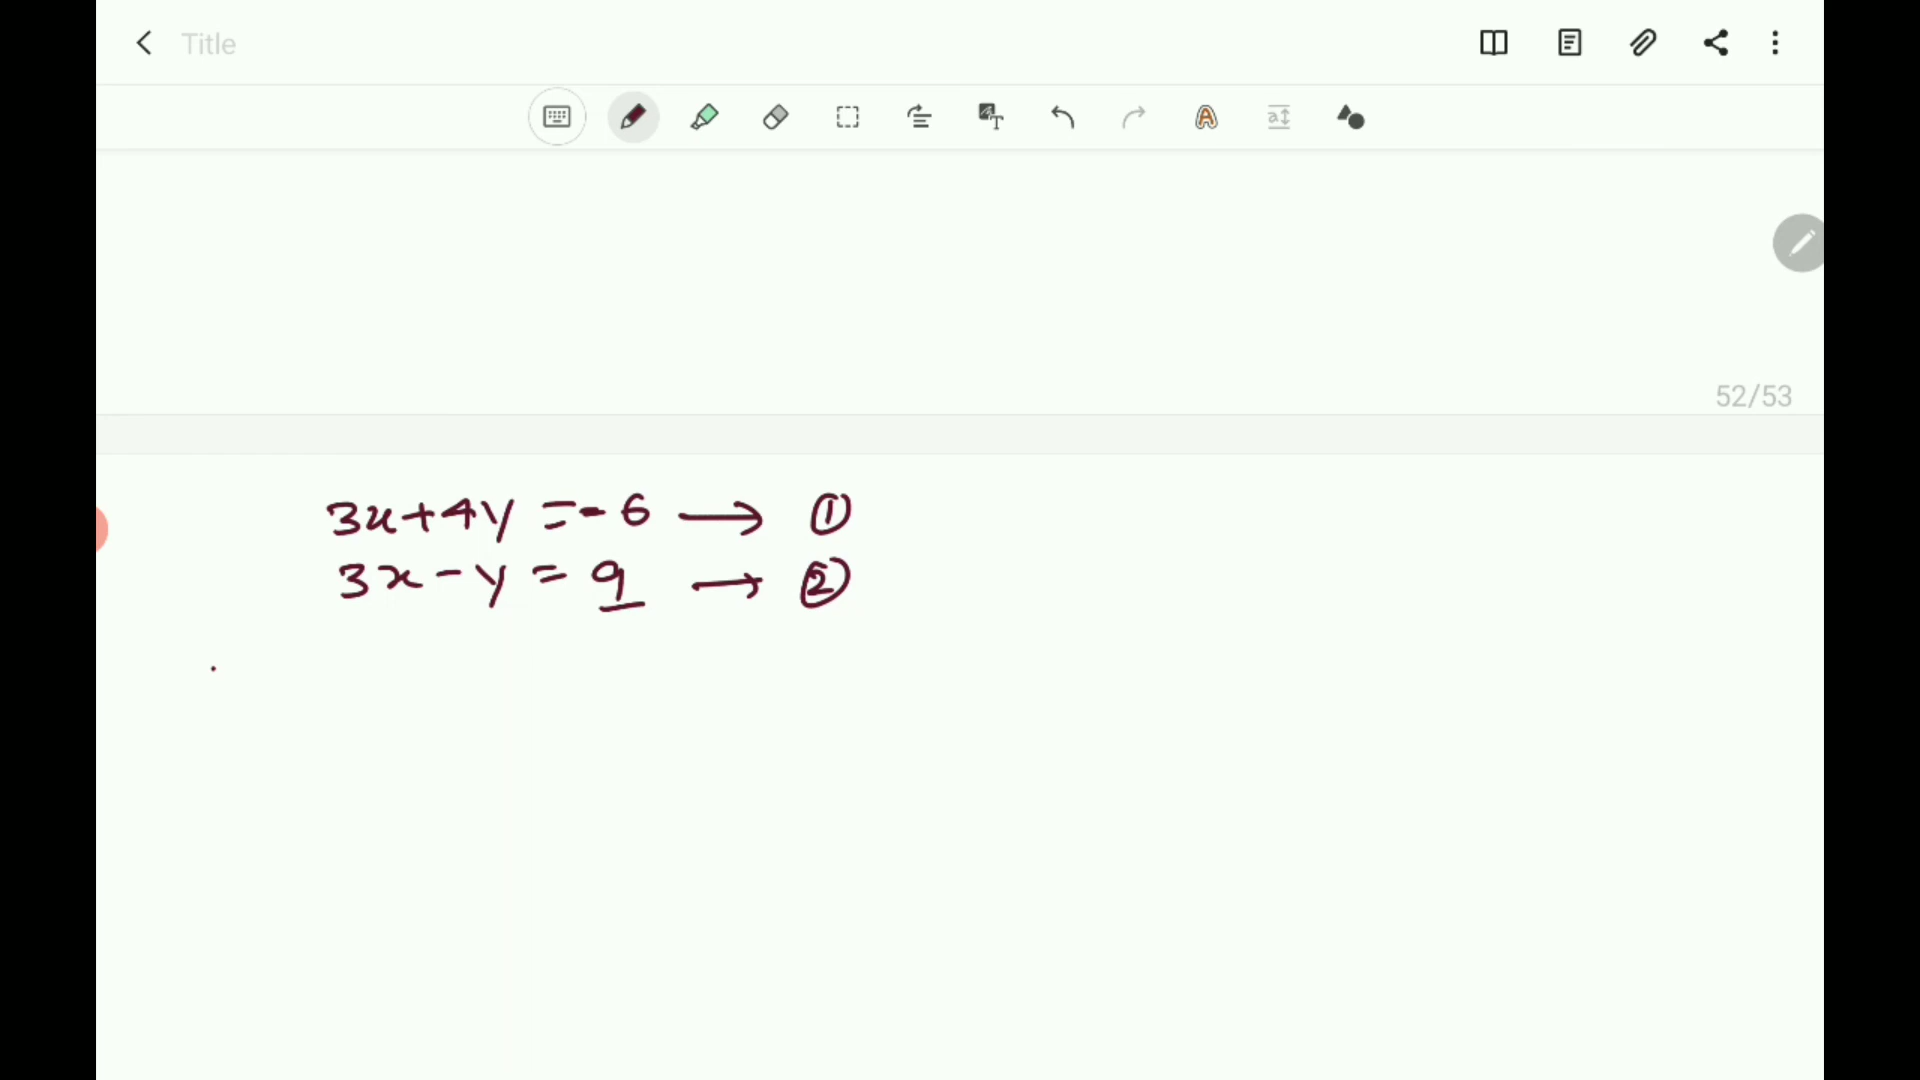 Title
52/53
3x+4y =-6 → ①
3x-y = 9 → ②